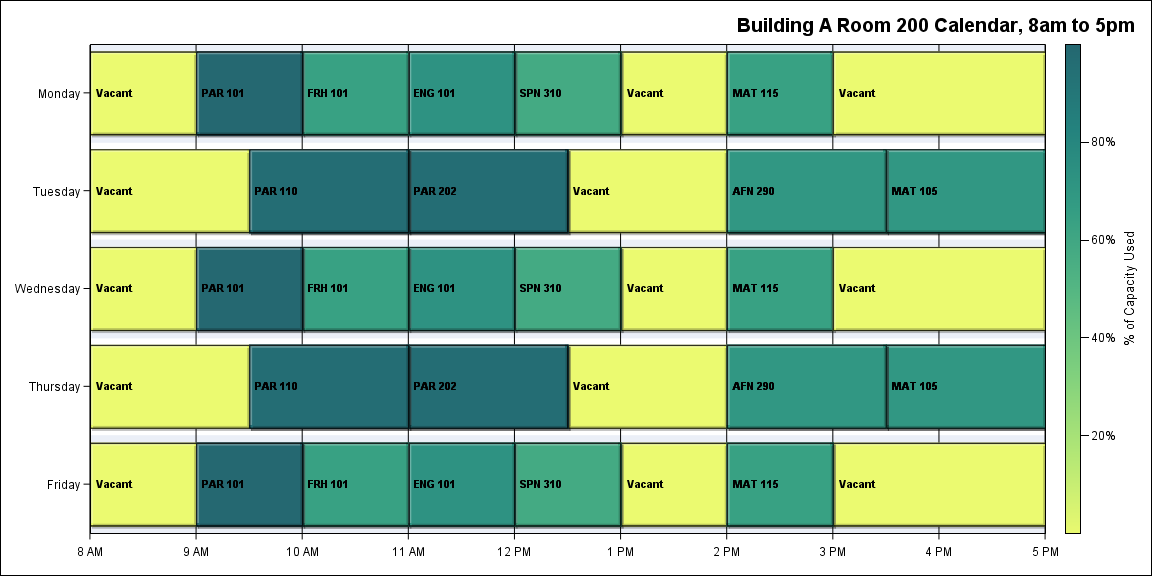 Building A Room 200 Calendar, 8am to 5pm
Monday
Vacant
PAR 101
FRH 101
ENG 101
SPN 310
Vacant
MAT 115
Vacant
Tuesday
Vacant
PAR 110
PAR 202
Vacant
AFN 290
MAT 105
Wednesday
Vacant
PAR 101
FRH 101
ENG 101
SPN 310
Vacant
MAT 115
Vacant
Thursday
Vacant
PAR 110
PAR 202
Vacant
AFN 290
MAT 105
Friday
Vacant
PAR 101
FRH 101
ENG 101
SPN 310
Vacant
MAT 115
Vacant
8 AM
9 AM
10 AM
11 AM
12 PM
1 PM
2 PM
3 PM
4 PM
5 PM
80%
60%
40%
20%
% of Capacity Used